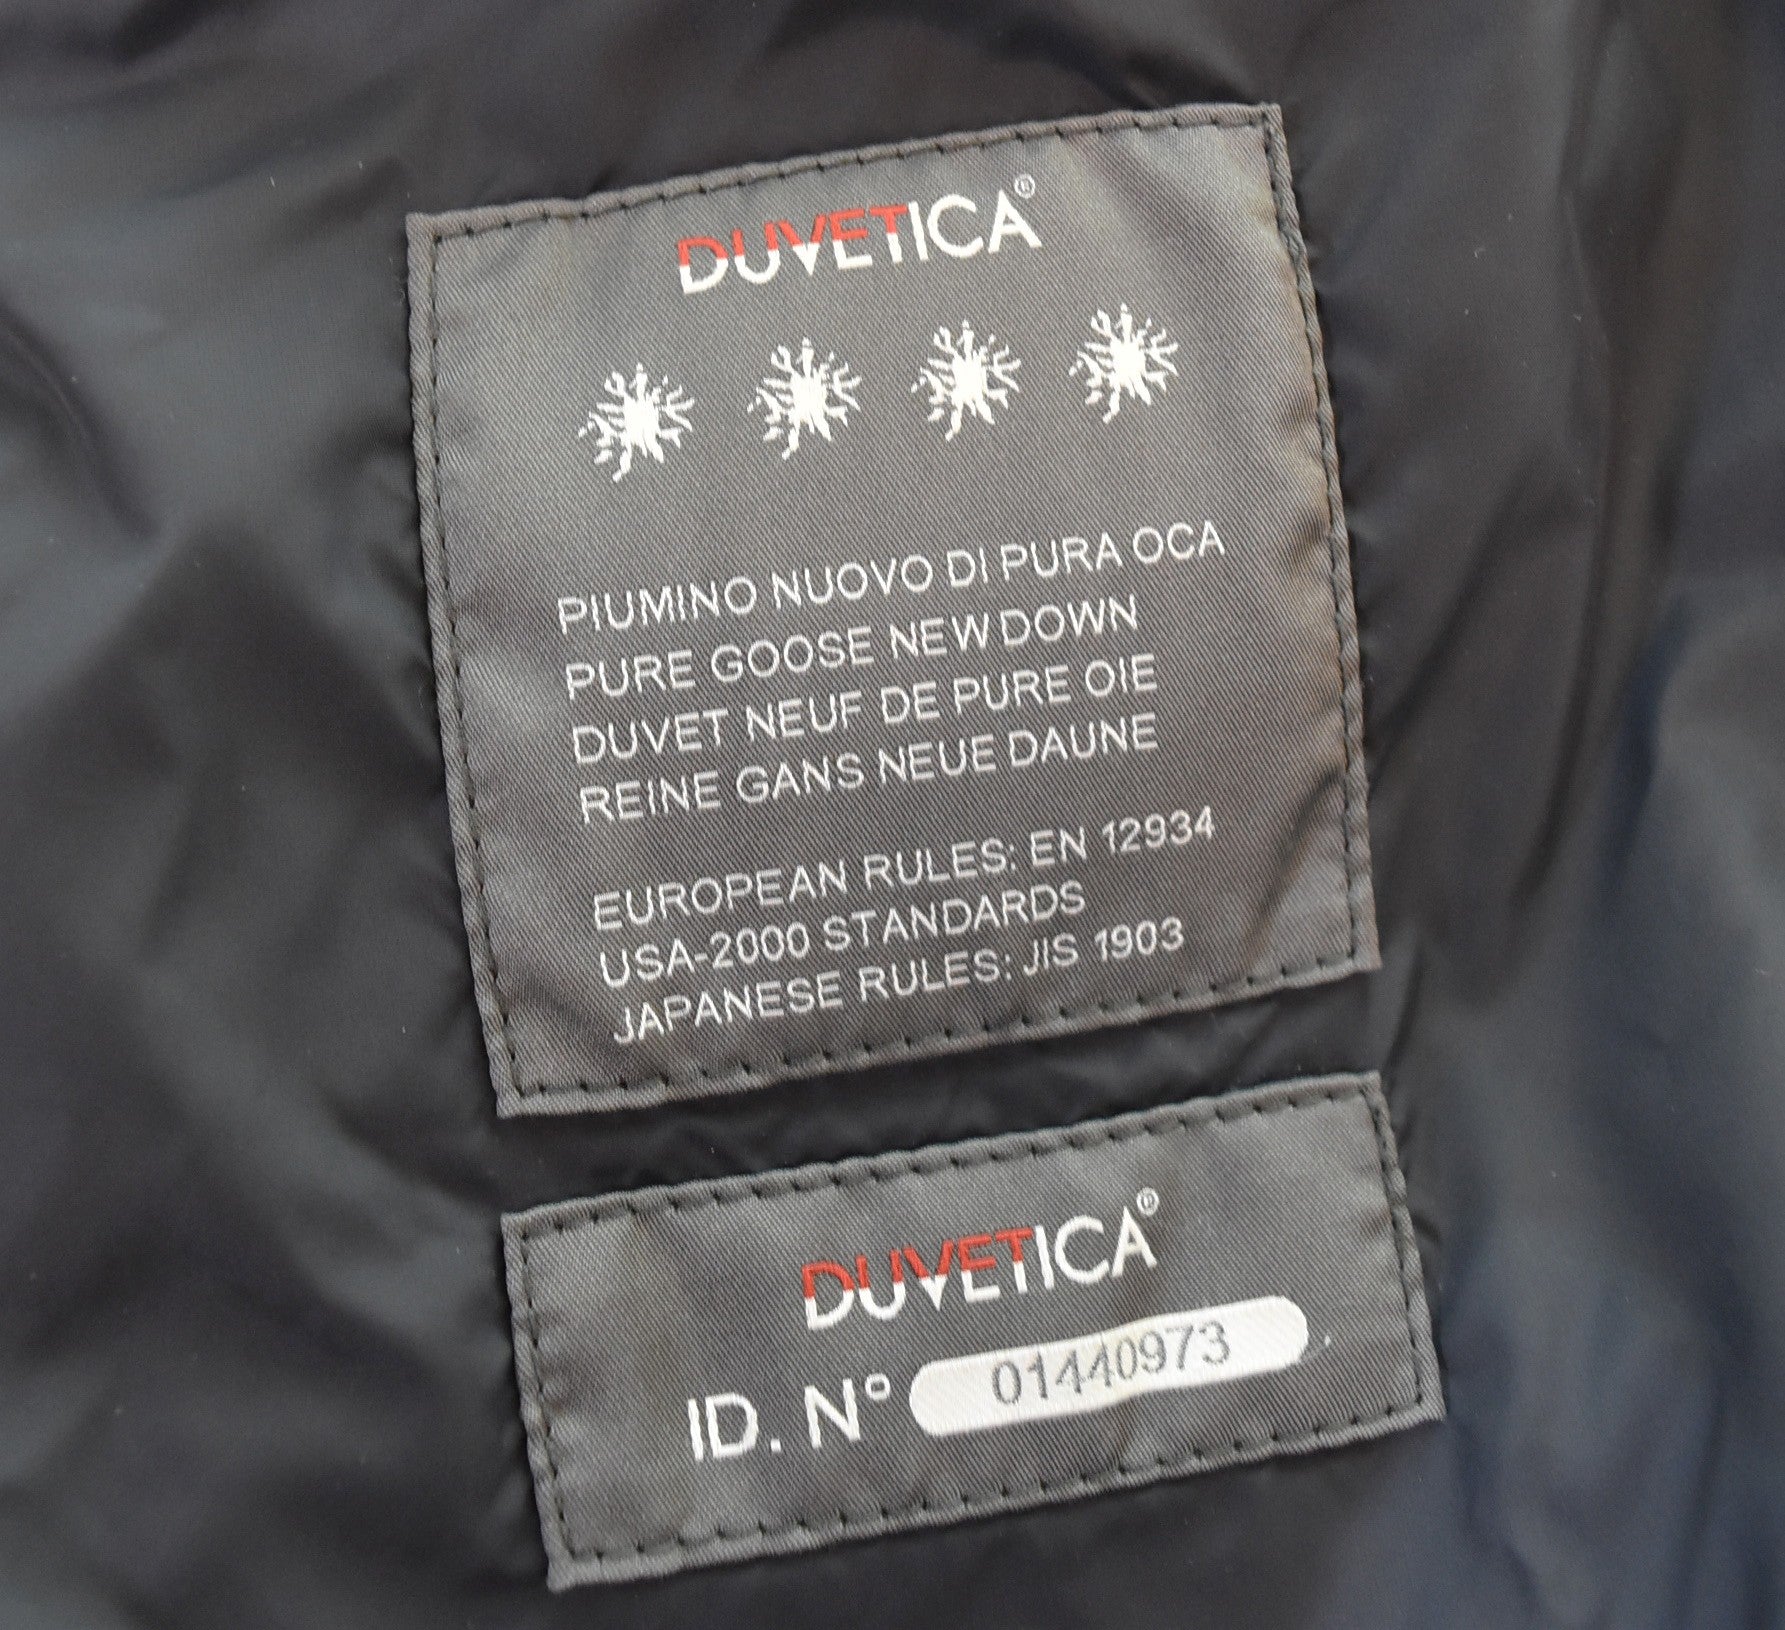 DUVETICA®
PIUMINO NUOVO DI PURA OCA
PURE GOOSE NEW DOWN
DUVET NEUF DE PURE OIE
REINE GANS NEUE DAUNE
EUROPEAN RULES: EN 12934
USA-2000 STANDARDS
JAPANESE RULES: JIS 1903
DUVETICA®
ID. N° 01440973